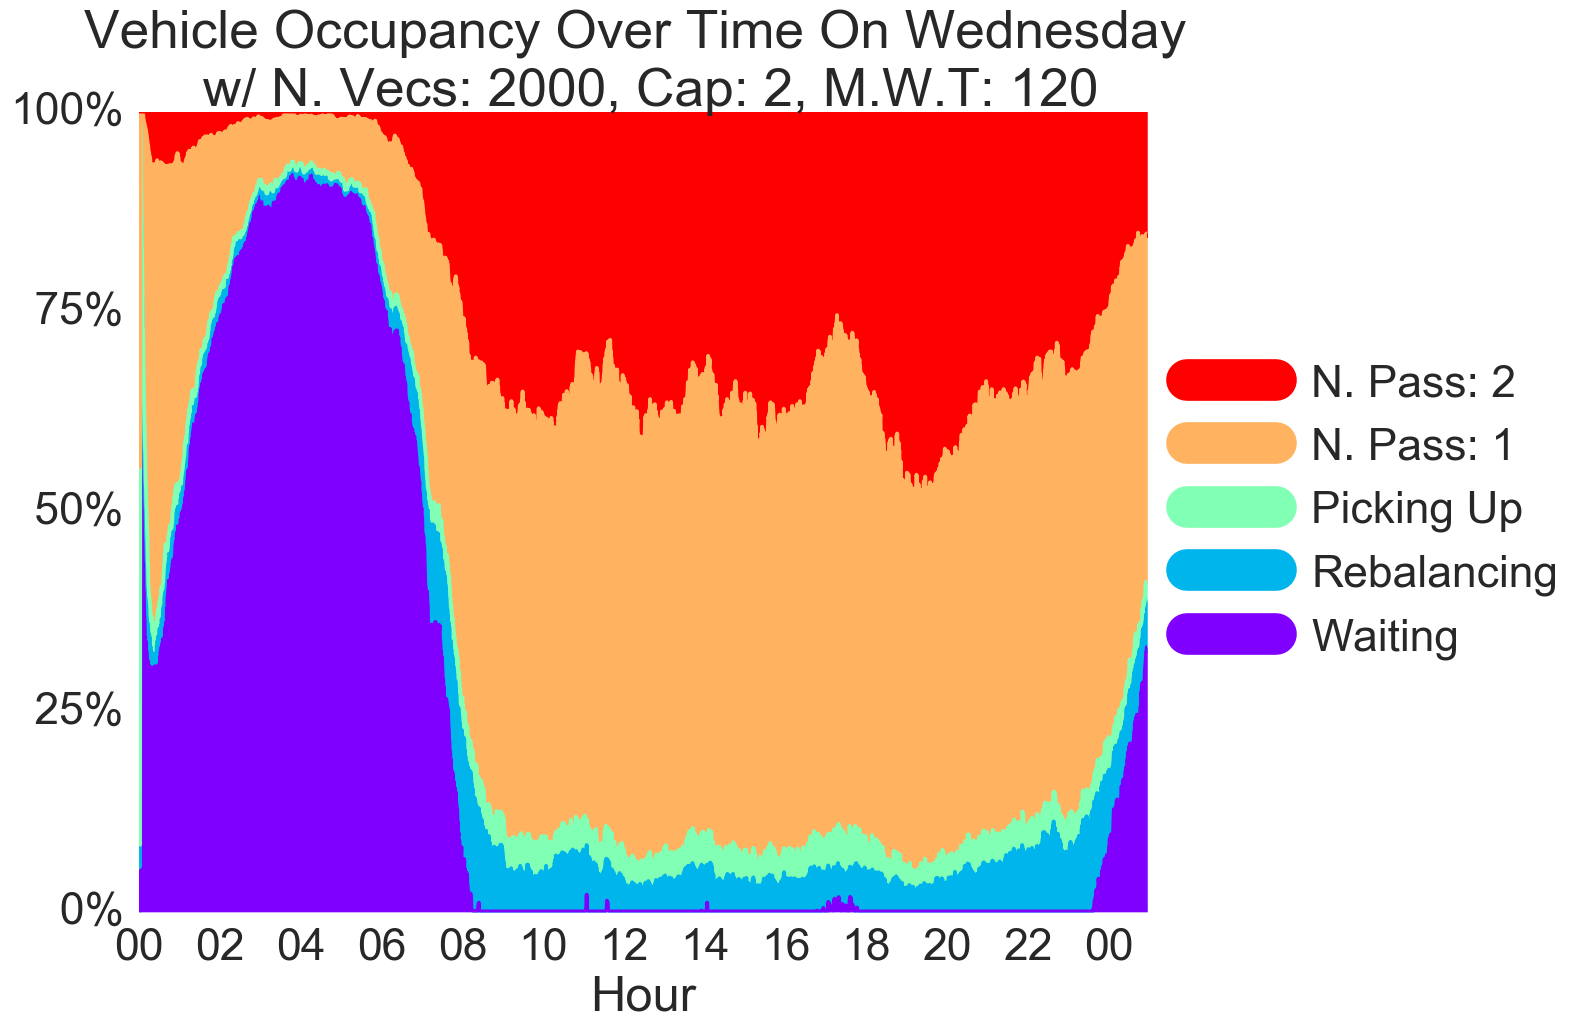 Vehicle Occupancy Over Time On Wednesday
w/ N. Vecs: 2000, Cap: 2, M.W.T: 120
100%
75%
50%
25%
0%
00 02 04 06 08 10 12 14 16 18 20 22 00
Hour
N. Pass: 2
N. Pass: 1
Picking Up
Rebalancing
Waiting